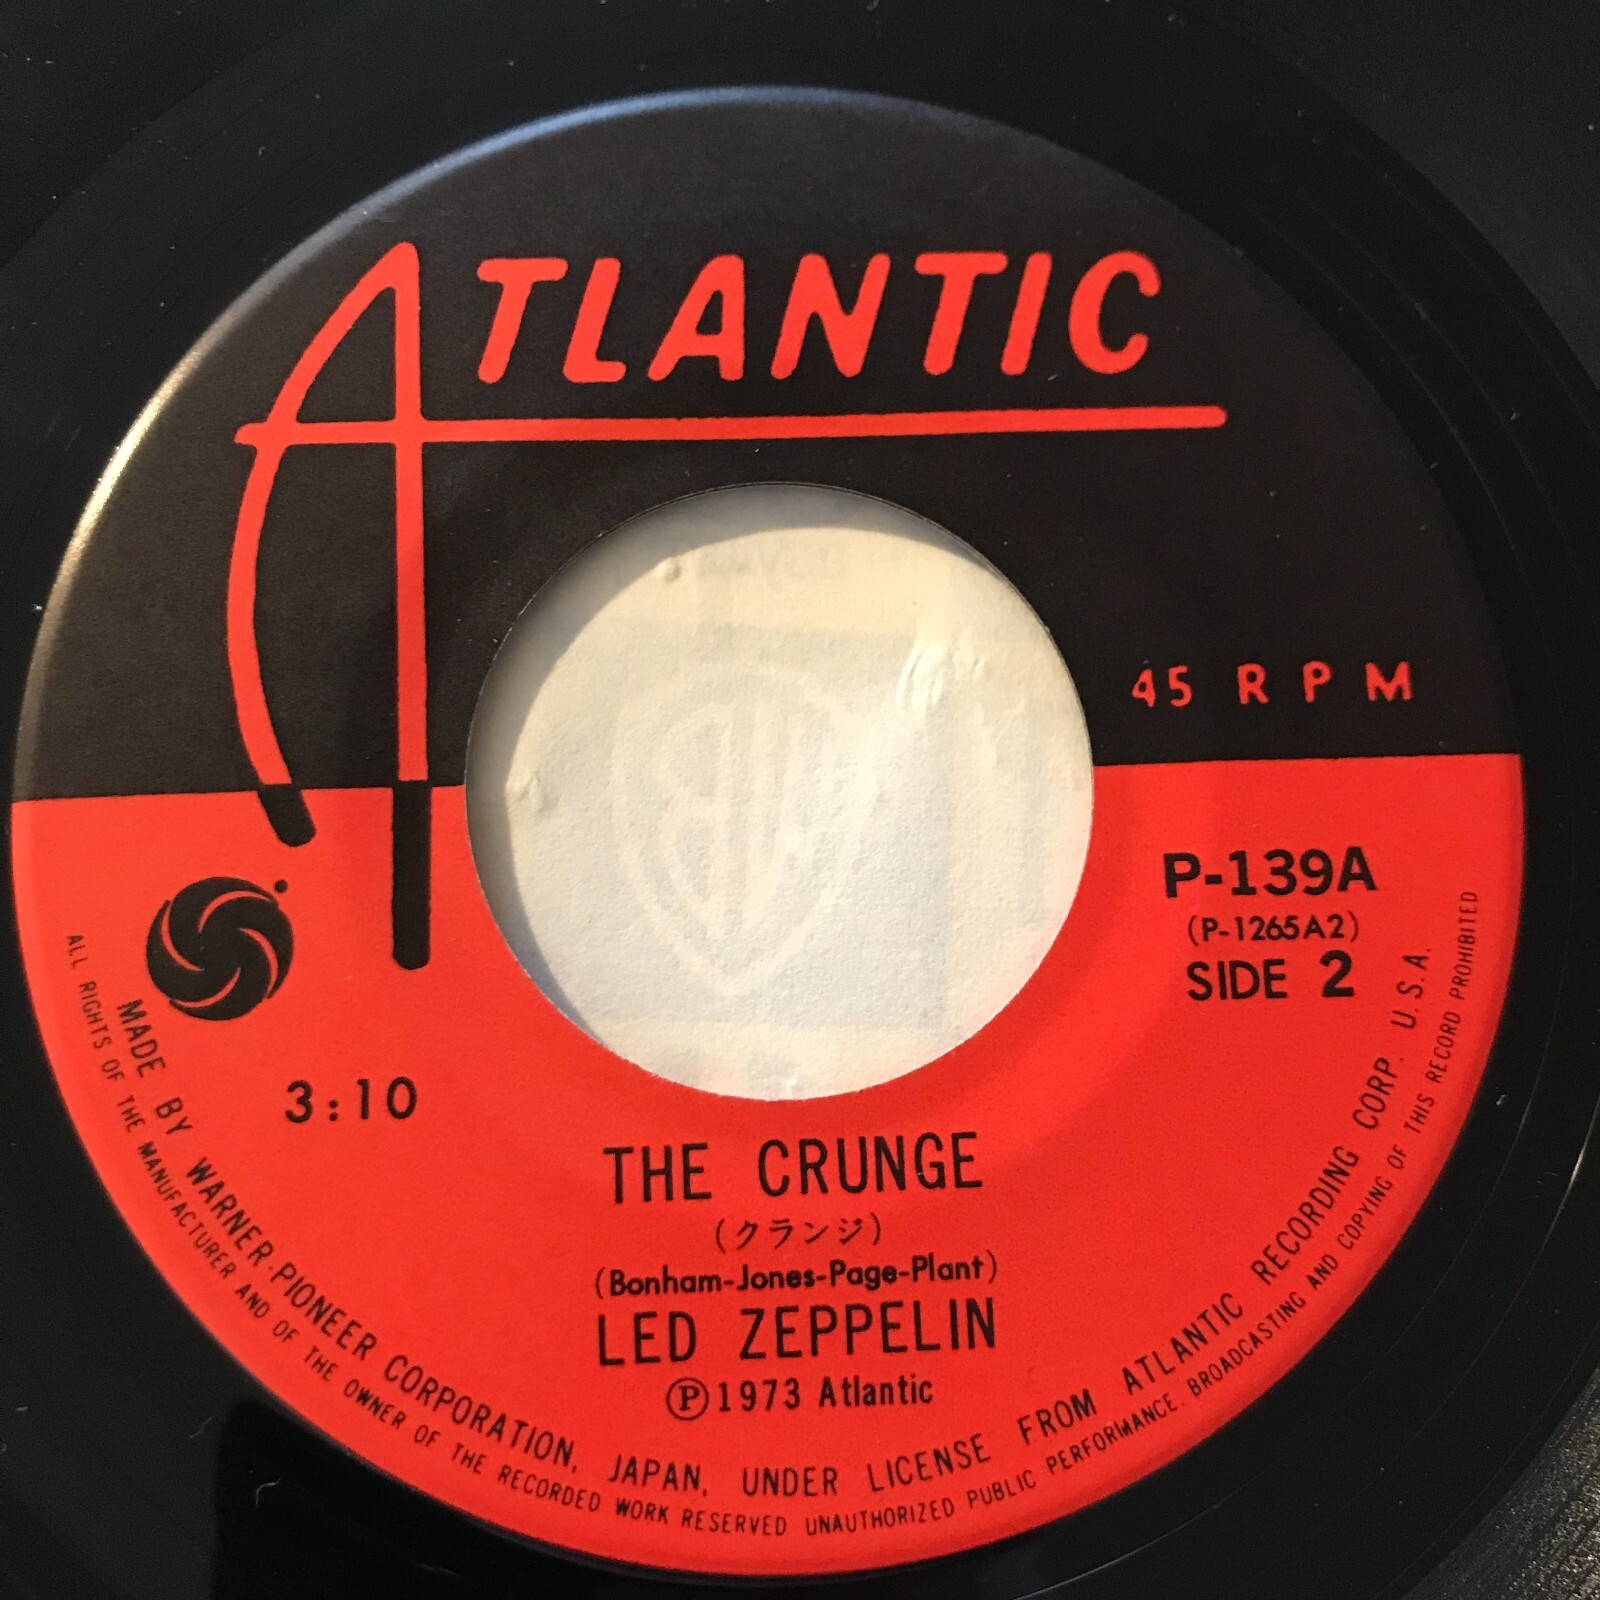 ATLANTIC
45 RPM
P-139A
(P-1265A2)
SIDE 2
3:10
THE CRUNGE
(クランジ)
(Bonham-Jones-Page-Plant)
LED ZEPPELIN
Ⓟ1973 Atlantic
MADE BY WARNER-PIONEER CORPORATION, JAPAN, UNDER LICENSE FROM ATLANTIC RECORDING CORP. U.S.A.
ALL RIGHTS OF THE MANUFACTURER AND OF THE OWNER OF THE RECORDED WORK RESERVED UNAUTHORIZED PUBLIC PERFORMANCE. BROADCASTING AND COPYING OF THIS RECORD PROHIBITED